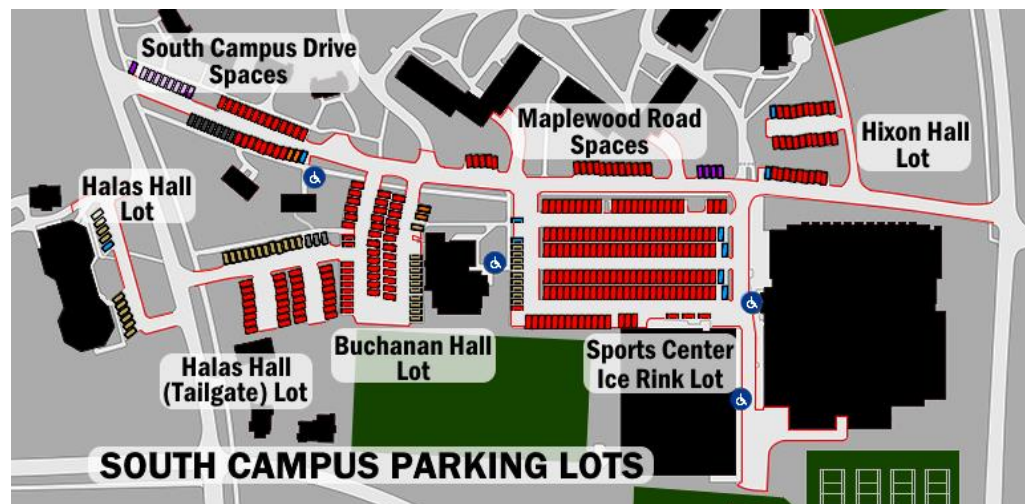 South Campus Drive
Spaces
Maplewood Road
Spaces
Hixon Hall
Lot
Halas Hall
Lot
Buchanan Hall
Lot
Sports Center
Ice Rink Lot
Halas Hall
(Tailgate) Lot
SOUTH CAMPUS PARKING LOTS